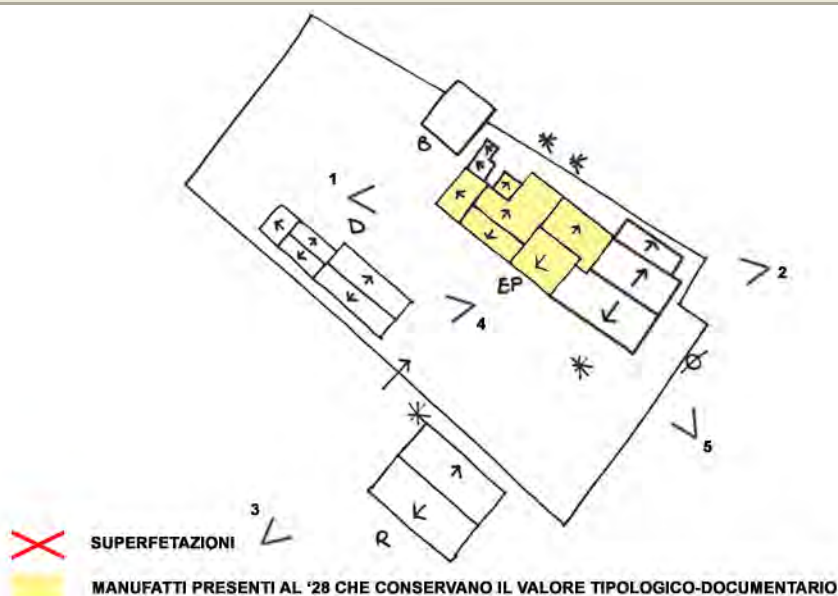 B
1
D
2
EP
4
5
3
R
SUPERFETAZIONI
MANUFATTI PRESENTI AL '28 CHE CONSERVANO IL VALORE TIPOLOGICO-DOCUMENTARIO